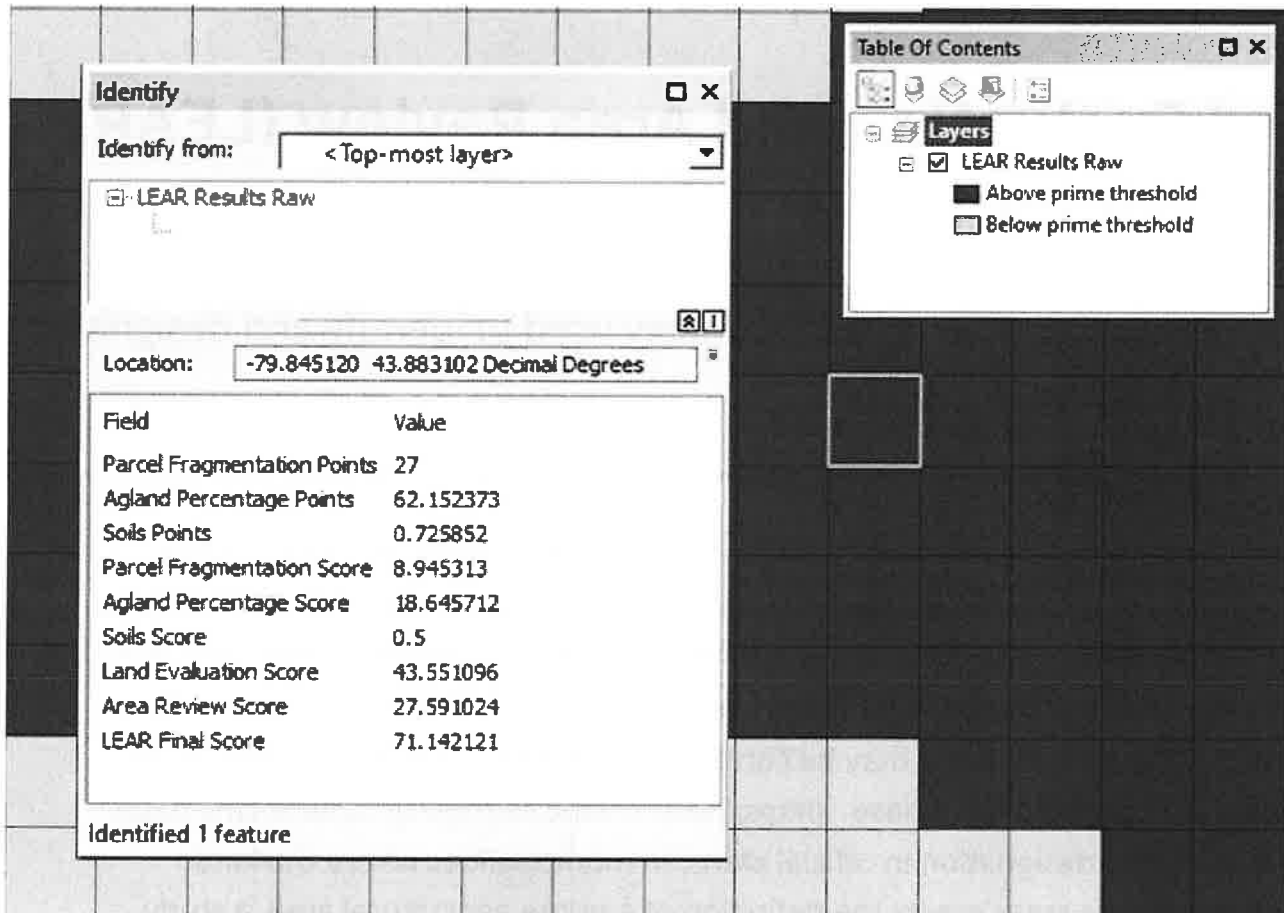 Identify
Identify from: <Top-most layer>
LEAR Results Raw
Location: -79.845120 43.883102 Decimal Degrees
Field Value
Parcel Fragmentation Points 27
Agland Percentage Points 62.152373
Soils Points 0.725852
Parcel Fragmentation Score 8.945313
Agland Percentage Score 18.645712
Soils Score 0.5
Land Evaluation Score 43.551096
Area Review Score 27.591024
LEAR Final Score 71.142121
Identified 1 feature
Table Of Contents
Layers
LEAR Results Raw
Above prime threshold
Below prime threshold